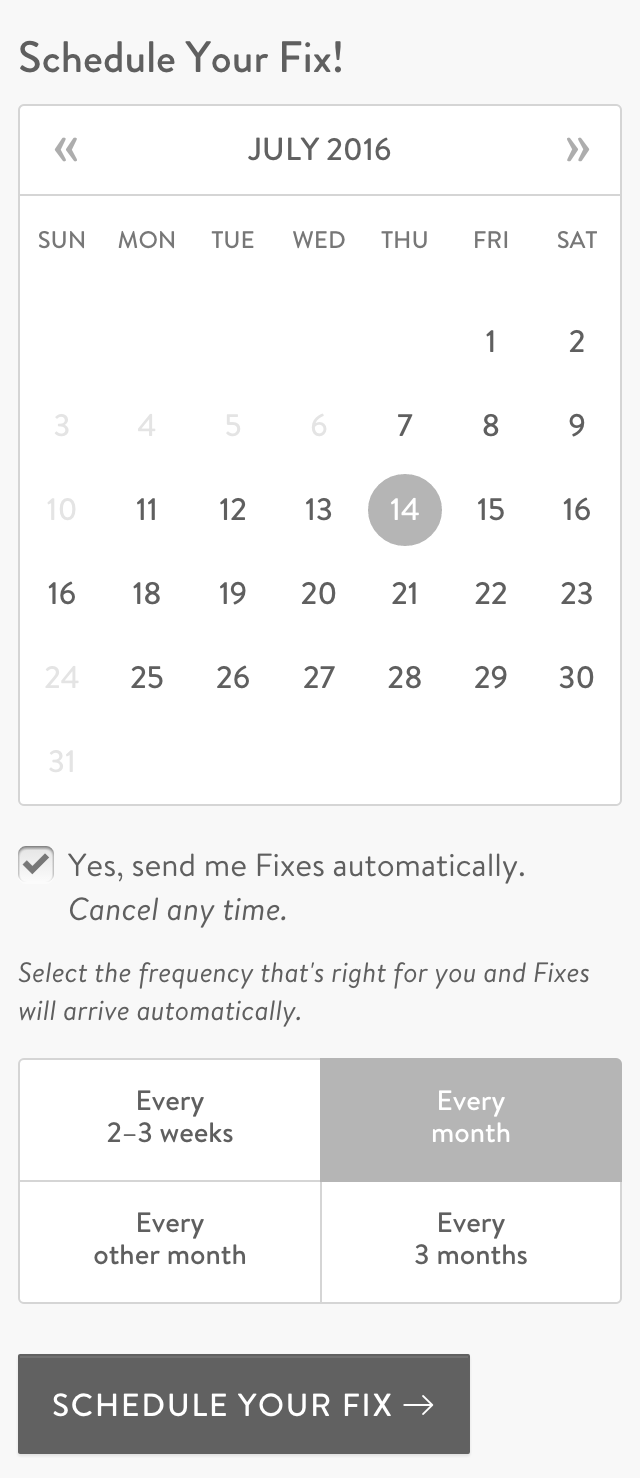 Schedule Your Fix!
« JULY 2016 »
SUN MON TUE WED THU FRI SAT
1 2
3 4 5 6 7 8 9
10 11 12 13 14 15 16
16 18 19 20 21 22 23
24 25 26 27 28 29 30
31
Yes, send me Fixes automatically.
Cancel any time.
Select the frequency that's right for you and Fixes
will arrive automatically.
Every
2–3 weeks
Every
month
Every
other month
Every
3 months
SCHEDULE YOUR FIX →